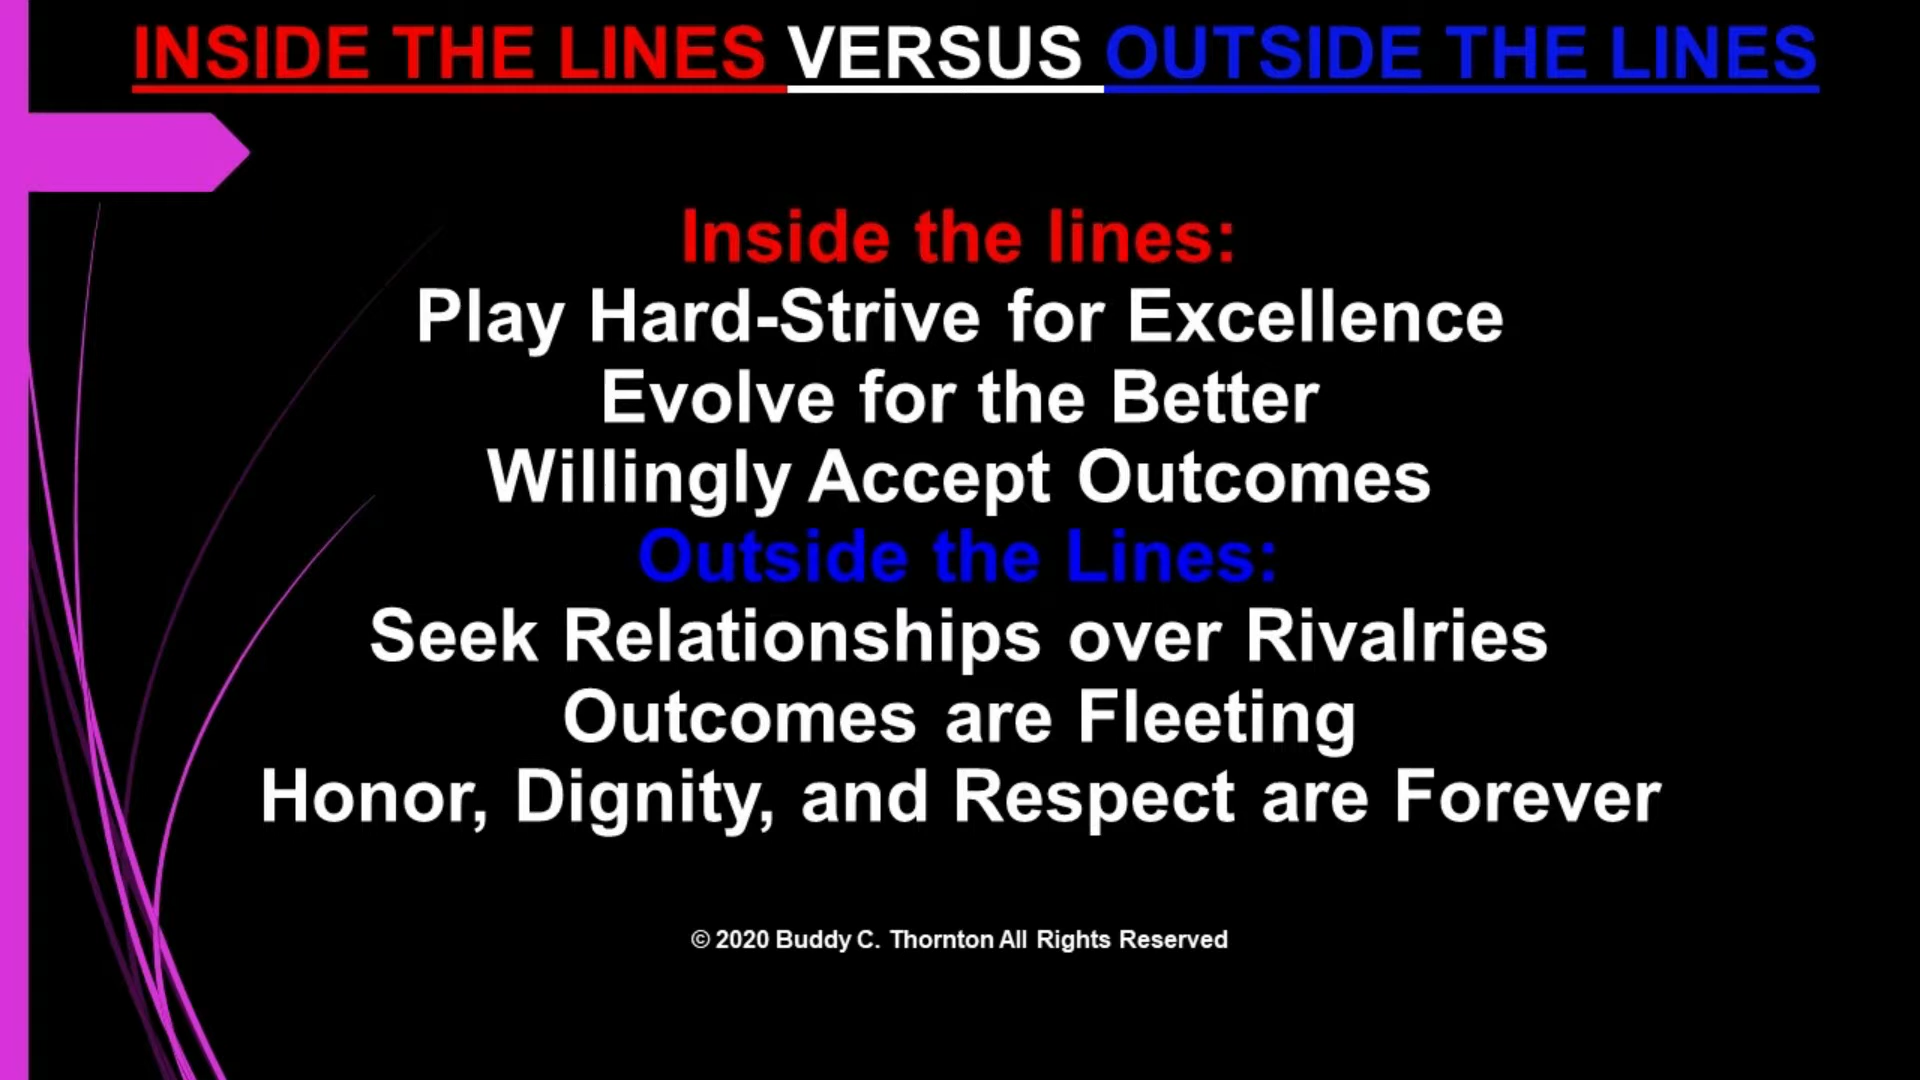 INSIDE THE LINES VERSUS OUTSIDE THE LINES
Inside the lines:
Play Hard-Strive for Excellence
Evolve for the Better
Willingly Accept Outcomes
Outside the Lines:
Seek Relationships over Rivalries
Outcomes are Fleeting
Honor, Dignity, and Respect are Forever
© 2020 Buddy C. Thornton All Rights Reserved